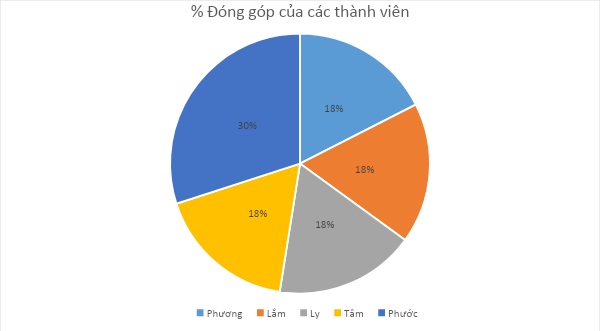 % Đóng góp của các thành viên
18%
18%
18%
18%
30%
Phương Lắm Ly Tâm Phước